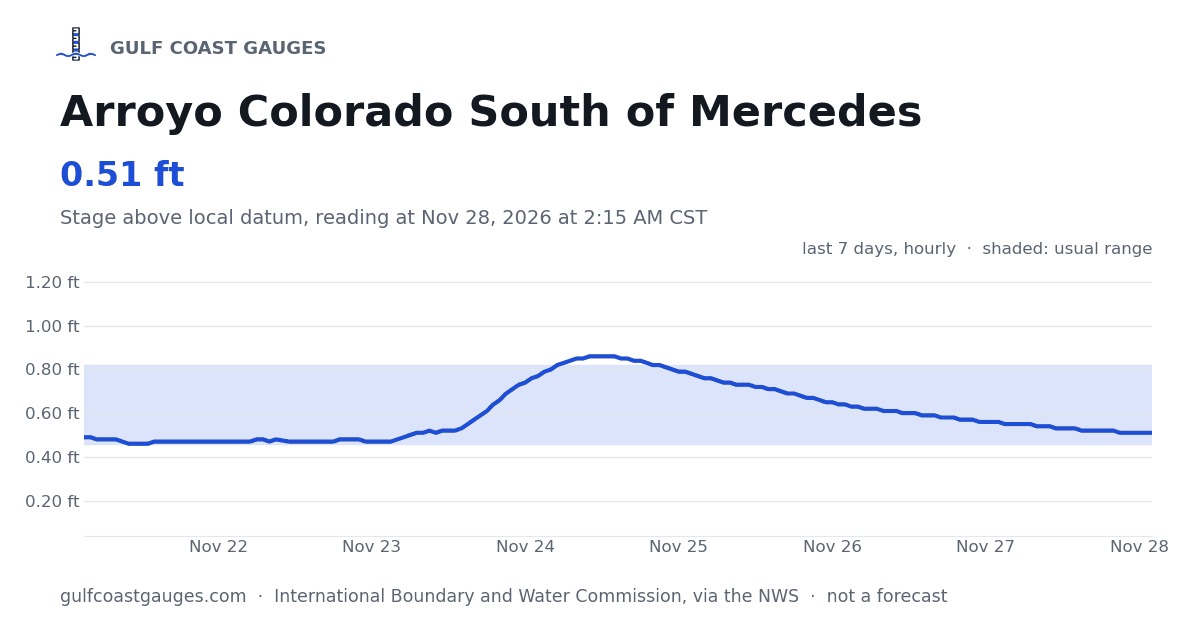 GULF COAST GAUGES
Arroyo Colorado South of Mercedes
0.51 ft
Stage above local datum, reading at Nov 28, 2026 at 2:15 AM CST
last 7 days, hourly · shaded: usual range
1.20 ft
1.00 ft
0.80 ft
0.60 ft
0.40 ft
0.20 ft
Nov 22 Nov 23 Nov 24 Nov 25 Nov 26 Nov 27 Nov 28
gulfcoastgauges.com · International Boundary and Water Commission, via the NWS · not a forecast